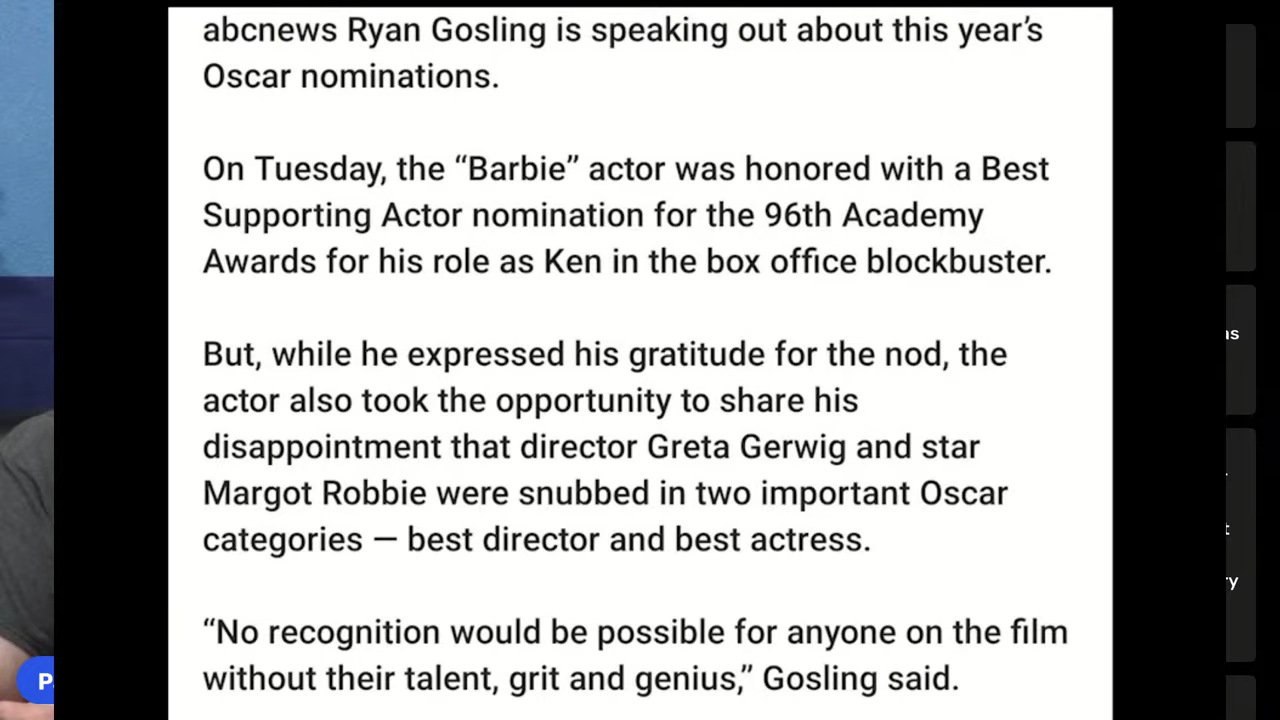 abcnews Ryan Gosling is speaking out about this year’s
Oscar nominations.
On Tuesday, the “Barbie” actor was honored with a Best
Supporting Actor nomination for the 96th Academy
Awards for his role as Ken in the box office blockbuster.
But, while he expressed his gratitude for the nod, the
actor also took the opportunity to share his
disappointment that director Greta Gerwig and star
Margot Robbie were snubbed in two important Oscar
categories — best director and best actress.
“No recognition would be possible for anyone on the film
without their talent, grit and genius,” Gosling said.